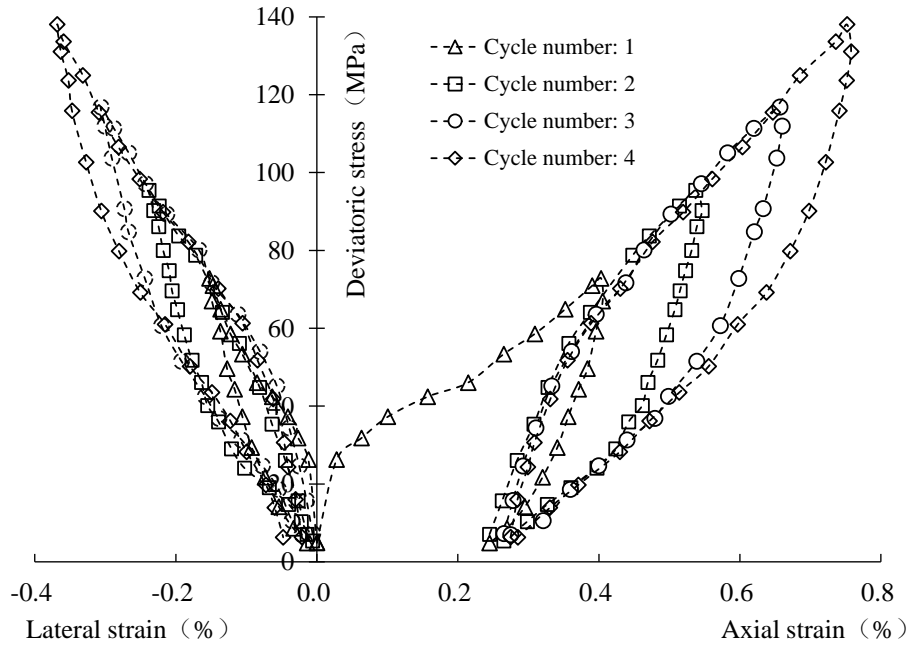 140
120
100
80
60
40
20
0
Deviatoric stress（MPa）
Cycle number: 1
Cycle number: 2
Cycle number: 3
Cycle number: 4
-0.4 -0.2 0.0 0.2 0.4 0.6 0.8
Lateral strain（%） Axial strain（%）